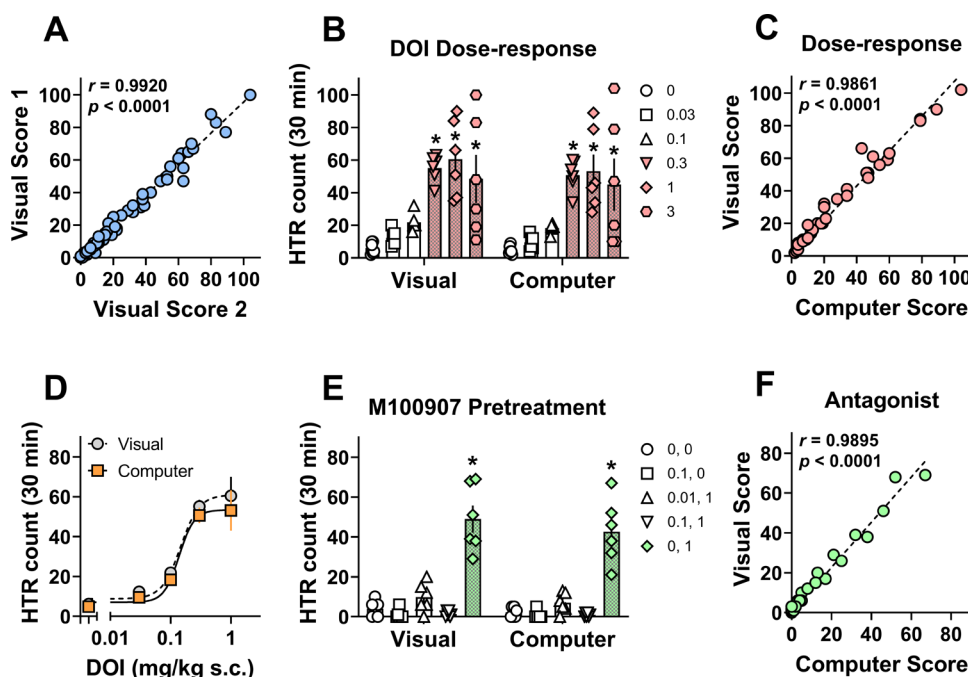 A
r = 0.9920
p < 0.0001
Visual Score 1
100
80
60
40
20
0
0 20 40 60 80 100
Visual Score 2
B
DOI Dose-response
HTR count (30 min)
100
80
60
40
20
0
* * * * * *
Visual Computer
0
0.03
0.1
0.3
1
3
C
Dose-response
r = 0.9861
p < 0.0001
Visual Score
100
80
60
40
20
0
0 20 40 60 80 100
Computer Score
D
HTR count (30 min)
Visual
Computer
80
60
40
20
0
0.01 0.1 1
DOI (mg/kg s.c.)
E
M100907 Pretreatment
HTR count (30 min)
80
60
40
20
0
* *
Visual Computer
0, 0
0.1, 0
0.01, 1
0.1, 1
0, 1
F
Antagonist
r = 0.9895
p < 0.0001
Visual Score
80
60
40
20
0
0 20 40 60 80
Computer Score